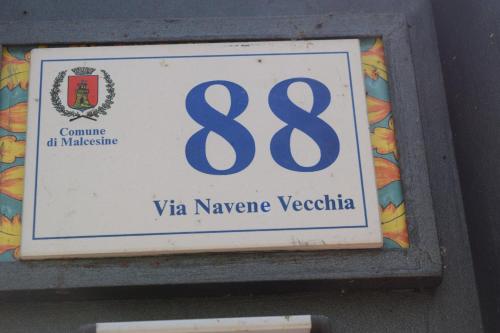 Comune
di Malcesine
88
Via Navene Vecchia